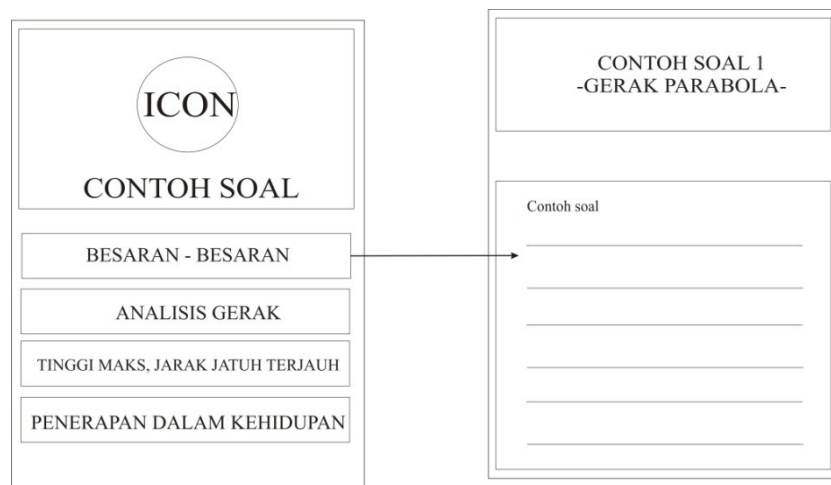 ICON
CONTOH SOAL
BESARAN - BESARAN
ANALISIS GERAK
TINGGI MAKS, JARAK JATUH TERJAUH
PENERAPAN DALAM KEHIDUPAN
CONTOH SOAL 1
-GERAK PARABOLA-
Contoh soal